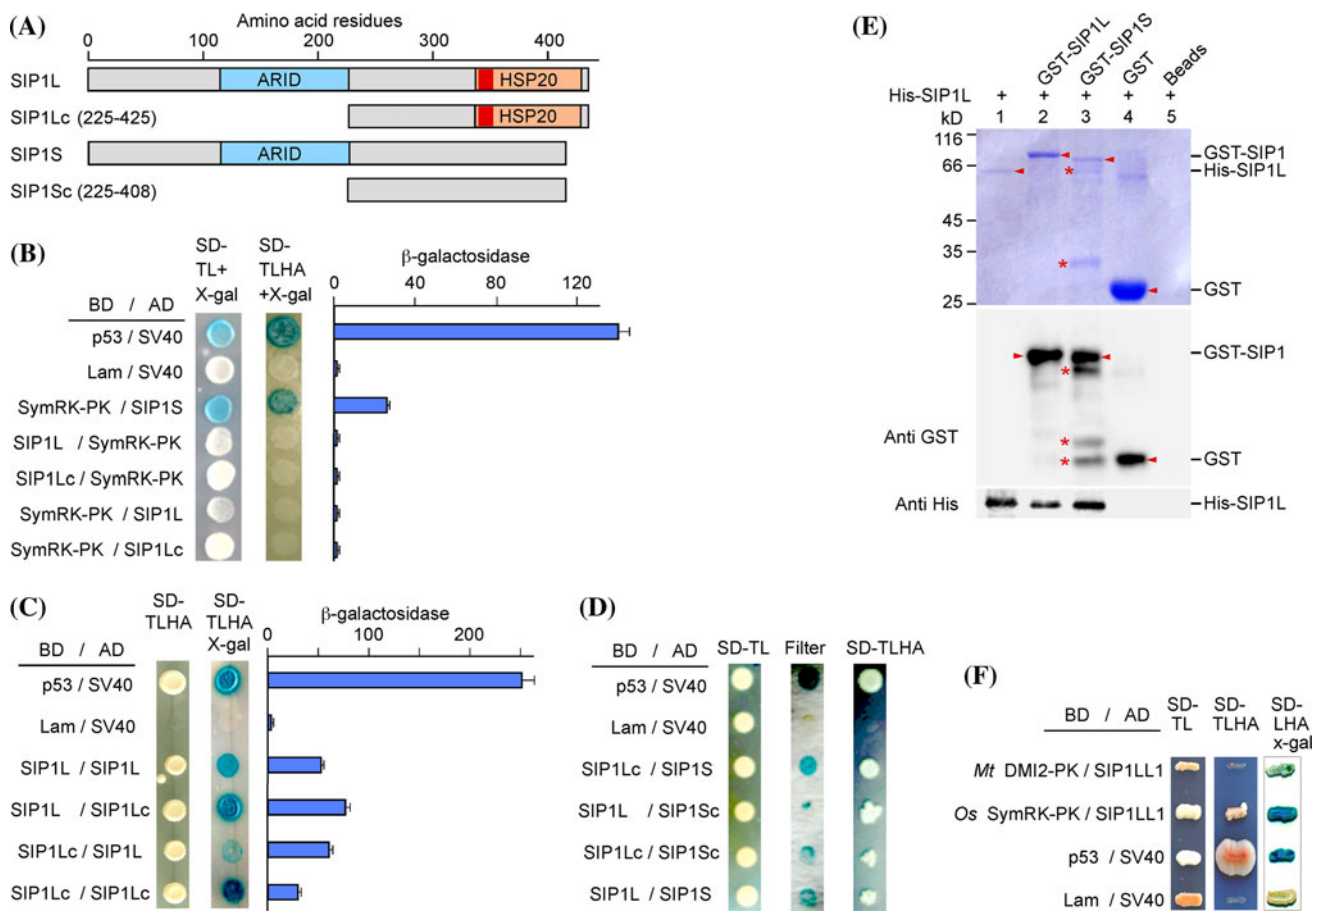 (A)
Amino acid residues
0 100 200 300 400
SIP1L ARID HSP20
SIP1Lc (225-425) HSP20
SIP1S ARID
SIP1Sc (225-408)
(B)
SD-TL+ X-gal
SD-TLHA +X-gal
β-galactosidase
0 40 80 120
BD / AD
p53 / SV40
Lam / SV40
SymRK-PK / SIP1S
SIP1L / SymRK-PK
SIP1Lc / SymRK-PK
SymRK-PK / SIP1L
SymRK-PK / SIP1Lc
(C)
SD-TLHA
SD-TLHA X-gal
β-galactosidase
0 100 200
BD / AD
p53 / SV40
Lam / SV40
SIP1L / SIP1L
SIP1L / SIP1Lc
SIP1Lc / SIP1L
SIP1Lc / SIP1Lc
(D)
BD / AD SD-TL Filter SD-TLHA
p53 / SV40
Lam / SV40
SIP1Lc / SIP1S
SIP1L / SIP1Sc
SIP1Lc / SIP1Sc
SIP1L / SIP1S
(E)
GST-SIP1L
GST-SIP1S
GST
Beads
His-SIP1L + + + + +
kD 1 2 3 4 5
116
66
45
35
25
GST-SIP1
His-SIP1L
* *
GST
GST-SIP1
* * *
Anti GST
GST
Anti His
His-SIP1L
(F)
BD / AD
SD-TL
SD-TLHA
SD-LHA x-gal
Mt DMI2-PK / SIP1LL1
Os SymRK-PK / SIP1LL1
p53 / SV40
Lam / SV40